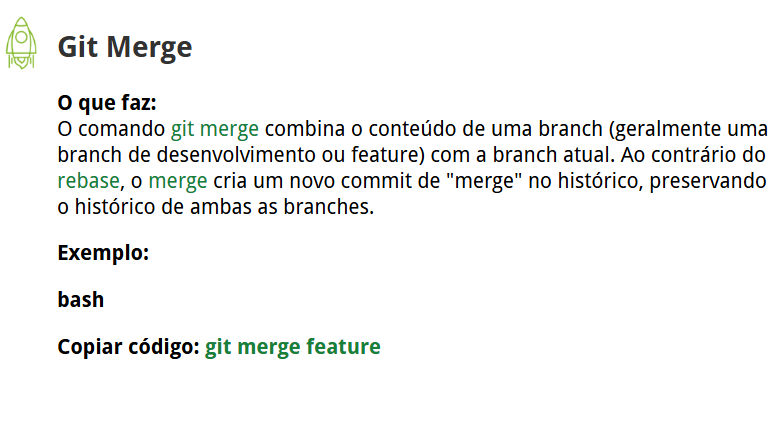 Git Merge
O que faz:
O comando git merge combina o conteúdo de uma branch (geralmente uma
branch de desenvolvimento ou feature) com a branch atual. Ao contrário do
rebase, o merge cria um novo commit de "merge" no histórico, preservando
o histórico de ambas as branches.
Exemplo:
bash
Copiar código: git merge feature